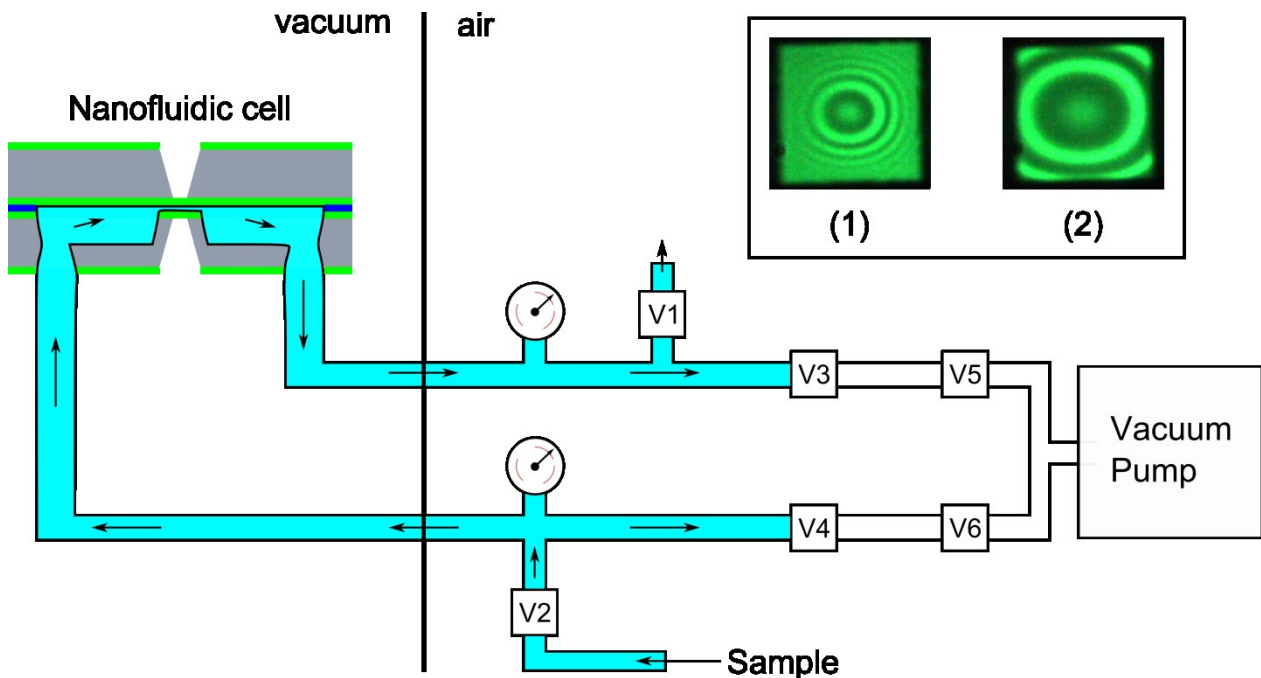 vacuum
air
Nanofluidic cell
(1)
(2)
V1
V3
V5
Vacuum
Pump
V4
V6
V2
Sample